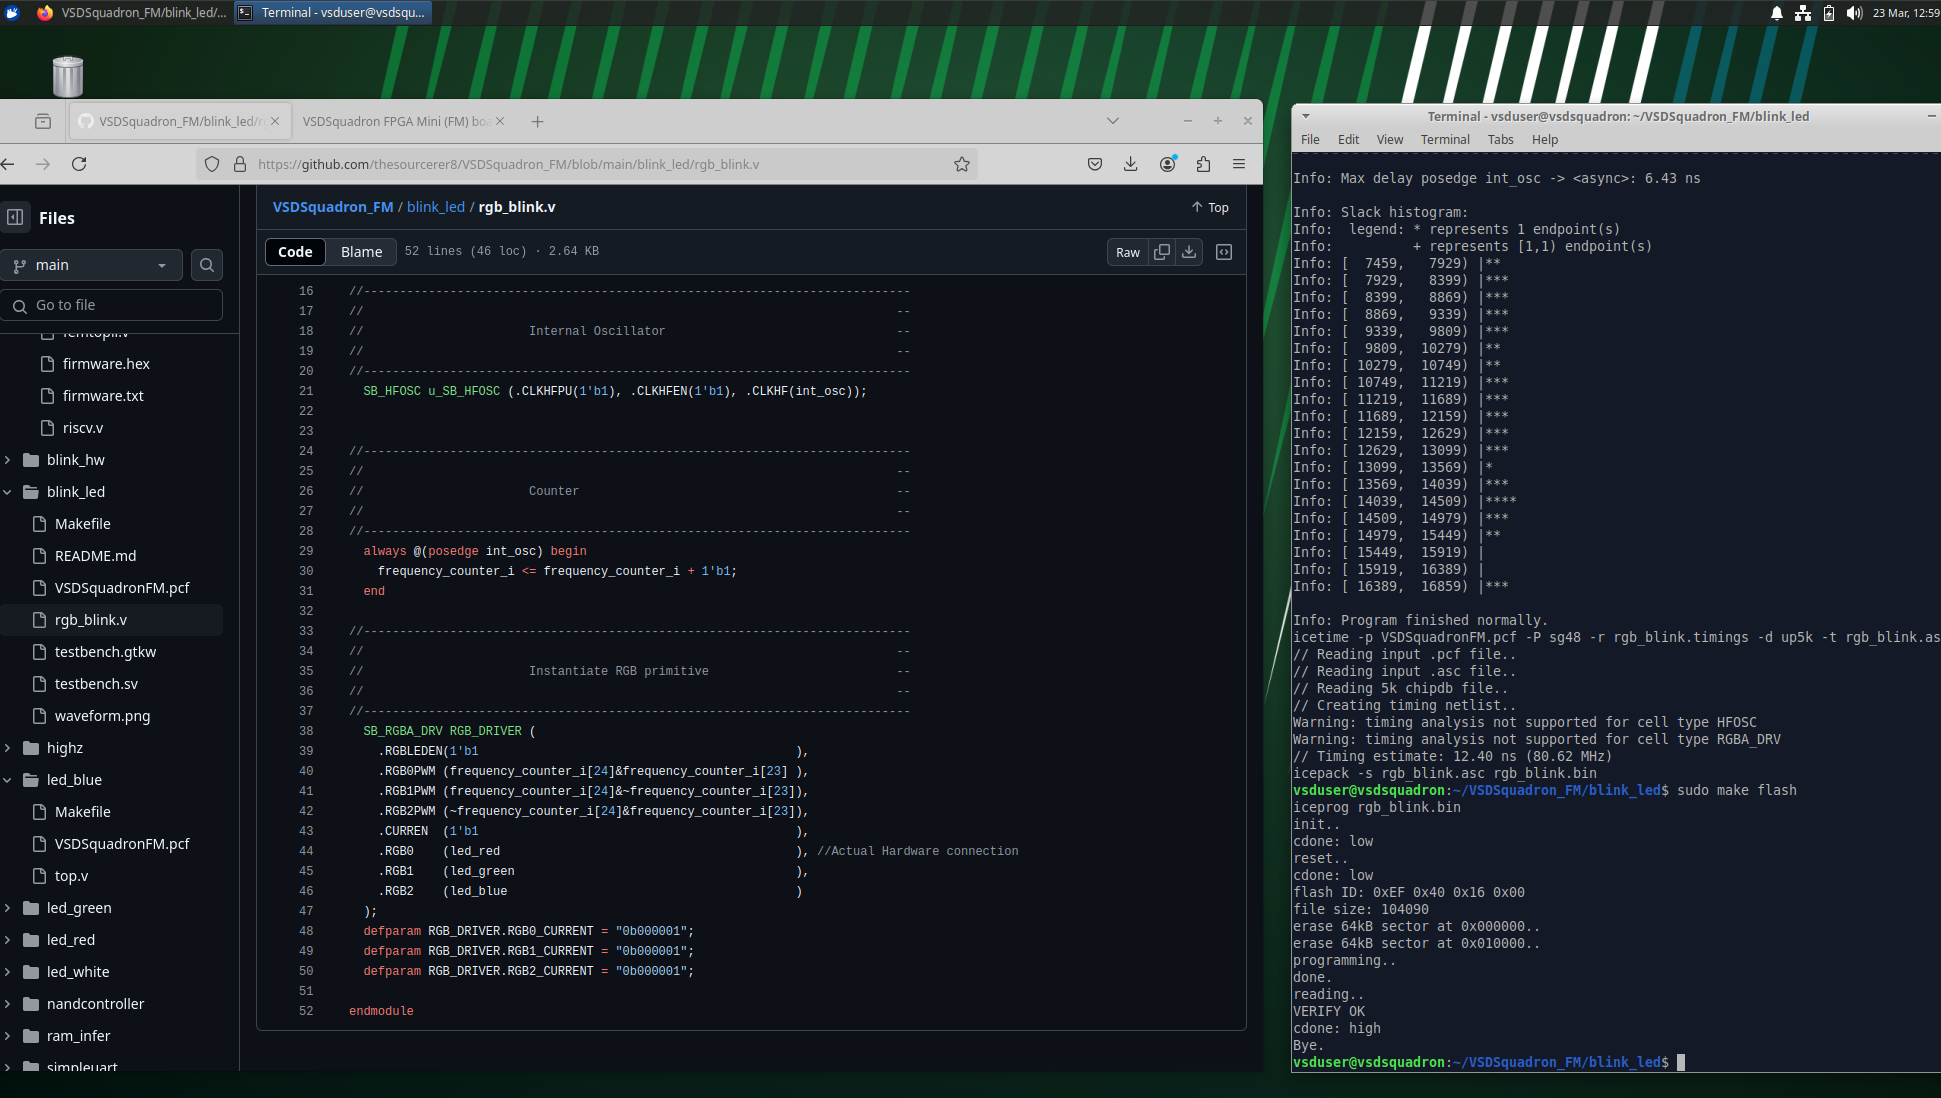 VSDSquadron_FM/blink_led/...
Terminal - vsduser@vsdsqu...
23 Mar, 12:59
VSDSquadron_FM/blink_led/r
VSDSquadron FPGA Mini (FM) boa
https://github.com/thesourcerer8/VSDSquadron_FM/blob/main/blink_led/rgb_blink.v
Files
main
Go to file
firmware.hex
firmware.txt
riscv.v
blink_hw
blink_led
Makefile
README.md
VSDSquadronFM.pcf
rgb_blink.v
testbench.gtkw
testbench.sv
waveform.png
highz
led_blue
Makefile
VSDSquadronFM.pcf
top.v
led_green
led_red
led_white
nandcontroller
ram_infer
simpleuart
VSDSquadron_FM / blink_led / rgb_blink.v
Top
Code Blame 52 lines (46 loc) · 2.64 KB
Raw
16 //----------------------------------------------------------------------------
17 // --
18 // Internal Oscillator --
19 // --
20 //----------------------------------------------------------------------------
21 SB_HFOSC u_SB_HFOSC (.CLKHFPU(1'b1), .CLKHFEN(1'b1), .CLKHF(int_osc));
22
23
24 //----------------------------------------------------------------------------
25 // --
26 // Counter --
27 // --
28 //----------------------------------------------------------------------------
29 always @(posedge int_osc) begin
30 frequency_counter_i <= frequency_counter_i + 1'b1;
31 end
32
33 //----------------------------------------------------------------------------
34 // --
35 // Instantiate RGB primitive --
36 // --
37 //----------------------------------------------------------------------------
38 SB_RGBA_DRV RGB_DRIVER (
39 .RGBLEDEN(1'b1 ),
40 .RGB0PWM (frequency_counter_i[24]&frequency_counter_i[23] ),
41 .RGB1PWM (frequency_counter_i[24]&~frequency_counter_i[23]),
42 .RGB2PWM (~frequency_counter_i[24]&frequency_counter_i[23]),
43 .CURREN (1'b1 ),
44 .RGB0 (led_red ), //Actual Hardware connection
45 .RGB1 (led_green ),
46 .RGB2 (led_blue )
47 );
48 defparam RGB_DRIVER.RGB0_CURRENT = "0b000001";
49 defparam RGB_DRIVER.RGB1_CURRENT = "0b000001";
50 defparam RGB_DRIVER.RGB2_CURRENT = "0b000001";
51
52 endmodule
Terminal - vsduser@vsdsquadron: ~/VSDSquadron_FM/blink_led
File Edit View Terminal Tabs Help
Info: Max delay posedge int_osc -> <async>: 6.43 ns
Info: Slack histogram:
Info: legend: * represents 1 endpoint(s)
Info: + represents [1,1) endpoint(s)
Info: [ 7459, 7929) |**
Info: [ 7929, 8399) |***
Info: [ 8399, 8869) |***
Info: [ 8869, 9339) |***
Info: [ 9339, 9809) |***
Info: [ 9809, 10279) |**
Info: [ 10279, 10749) |**
Info: [ 10749, 11219) |***
Info: [ 11219, 11689) |***
Info: [ 11689, 12159) |***
Info: [ 12159, 12629) |***
Info: [ 12629, 13099) |***
Info: [ 13099, 13569) |*
Info: [ 13569, 14039) |***
Info: [ 14039, 14509) |****
Info: [ 14509, 14979) |***
Info: [ 14979, 15449) |**
Info: [ 15449, 15919) |
Info: [ 15919, 16389) |
Info: [ 16389, 16859) |***
Info: Program finished normally.
icetime -p VSDSquadronFM.pcf -P sg48 -r rgb_blink.timings -d up5k -t rgb_blink.as
// Reading input .pcf file..
// Reading input .asc file..
// Reading 5k chipdb file..
// Creating timing netlist..
Warning: timing analysis not supported for cell type HFOSC
Warning: timing analysis not supported for cell type RGBA_DRV
// Timing estimate: 12.40 ns (80.62 MHz)
icepack -s rgb_blink.asc rgb_blink.bin
vsduser@vsdsquadron:~/VSDSquadron_FM/blink_led$ sudo make flash
iceprog rgb_blink.bin
init..
cdone: low
reset..
cdone: low
flash ID: 0xEF 0x40 0x16 0x00
file size: 104090
erase 64kB sector at 0x000000..
erase 64kB sector at 0x010000..
programming..
done.
reading..
VERIFY OK
cdone: high
Bye.
vsduser@vsdsquadron:~/VSDSquadron_FM/blink_led$